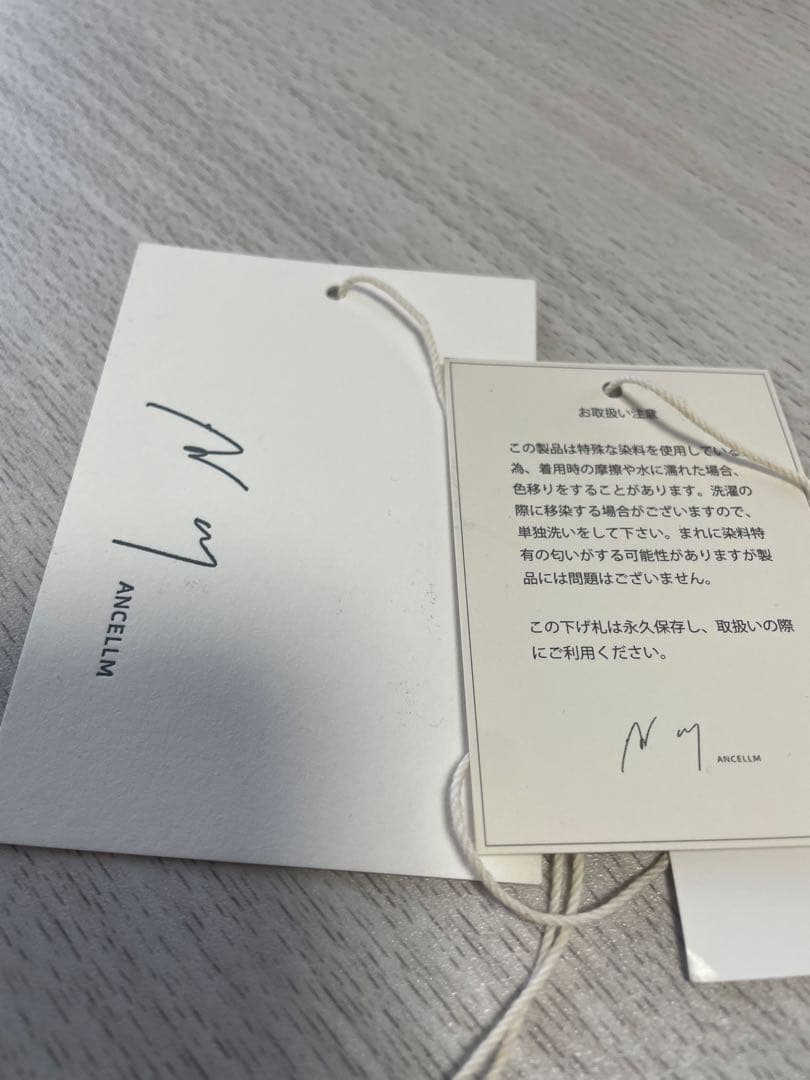 ANCELLM
お取扱い注意
この製品は特殊な染料を使用している
為、着用時の摩擦や水に濡れた場合、
色移りをすることがあります。洗濯の
際に移染する場合がございますので、
単独洗いをして下さい。まれに染料特
有の匂いがする可能性がありますが製
品には問題はございません。
この下げ札は永久保存し、取扱いの際
にご利用ください。
ANCELLM